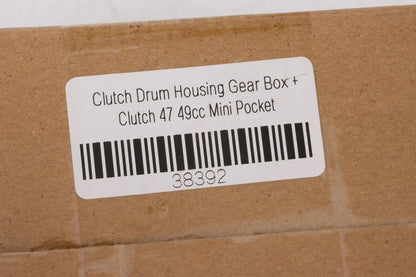 Clutch Drum Housing Gear Box +
Clutch 47 49cc Mini Pocket
38392